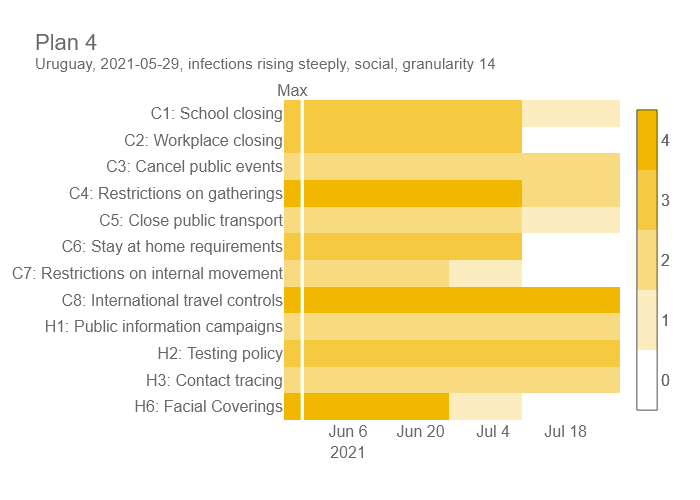 Plan 4
Uruguay, 2021-05-29, infections rising steeply, social, granularity 14
Max
C1: School closing
C2: Workplace closing
C3: Cancel public events
C4: Restrictions on gatherings
C5: Close public transport
C6: Stay at home requirements
C7: Restrictions on internal movement
C8: International travel controls
H1: Public information campaigns
H2: Testing policy
H3: Contact tracing
H6: Facial Coverings
Jun 6 Jun 20 Jul 4 Jul 18
2021
4
3
2
1
0